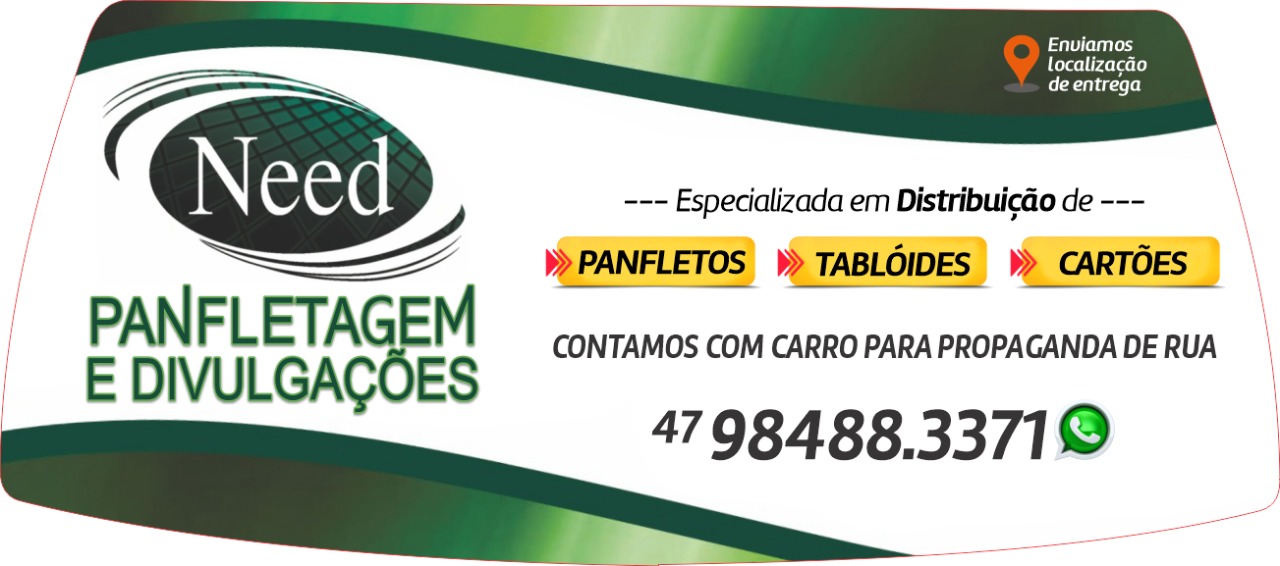 Enviamos
localização
de entrega
Need
PANFLETAGEM
E DIVULGAÇÕES
--- Especializada em Distribuição de ---
PANFLETOS
TABLÓIDES
CARTÕES
CONTAMOS COM CARRO PARA PROPAGANDA DE RUA
47 98488.3371